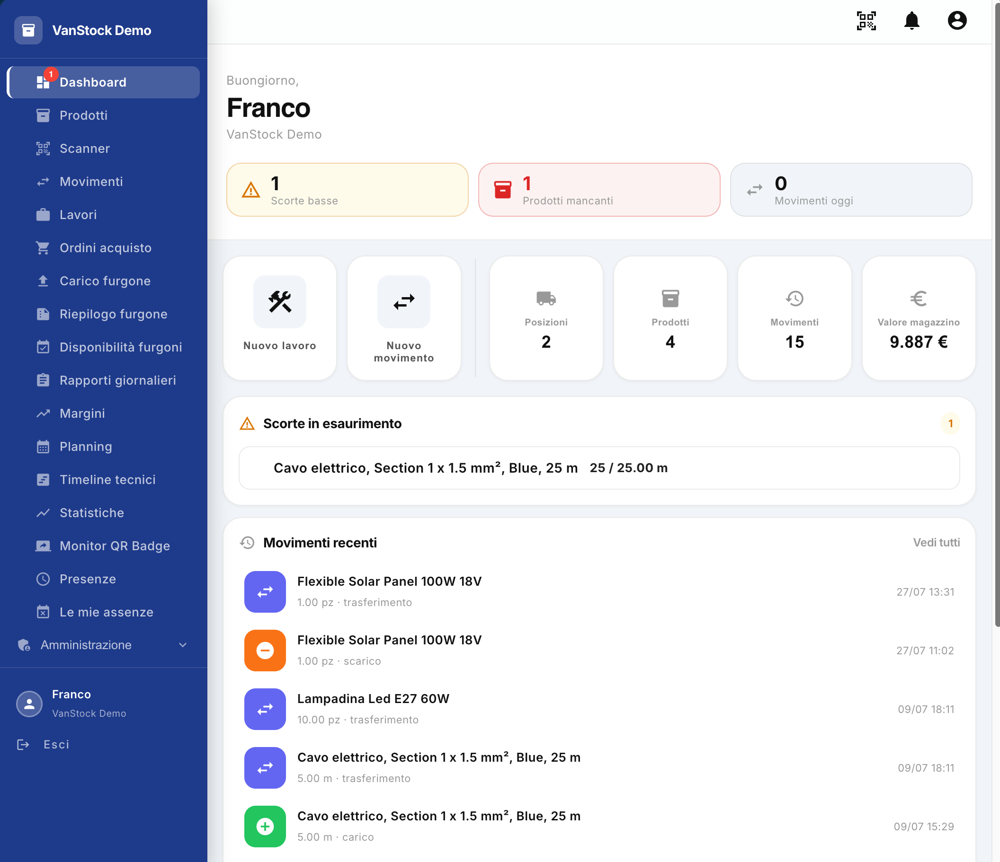 VanStock Demo
1
Dashboard
Prodotti
Scanner
Movimenti
Lavori
Ordini acquisto
Carico furgone
Riepilogo furgone
Disponibilità furgoni
Rapporti giornalieri
Margini
Planning
Timeline tecnici
Statistiche
Monitor QR Badge
Presenze
Le mie assenze
Amministrazione
Franco
VanStock Demo
Esci
Buongiorno,
Franco
VanStock Demo
1
Scorte basse
1
Prodotti mancanti
0
Movimenti oggi
Nuovo lavoro
Nuovo
movimento
Posizioni
2
Prodotti
4
Movimenti
15
Valore magazzino
9.887 €
Scorte in esaurimento
1
Cavo elettrico, Section 1 x 1.5 mm², Blue, 25 m 25 / 25.00 m
Movimenti recenti
Vedi tutti
Flexible Solar Panel 100W 18V
1.00 pz · trasferimento
27/07 13:31
Flexible Solar Panel 100W 18V
1.00 pz · scarico
27/07 11:02
Lampadina Led E27 60W
10.00 pz · trasferimento
09/07 18:11
Cavo elettrico, Section 1 x 1.5 mm², Blue, 25 m
5.00 m · trasferimento
09/07 18:11
Cavo elettrico, Section 1 x 1.5 mm², Blue, 25 m
5.00 m · carico
09/07 15:29